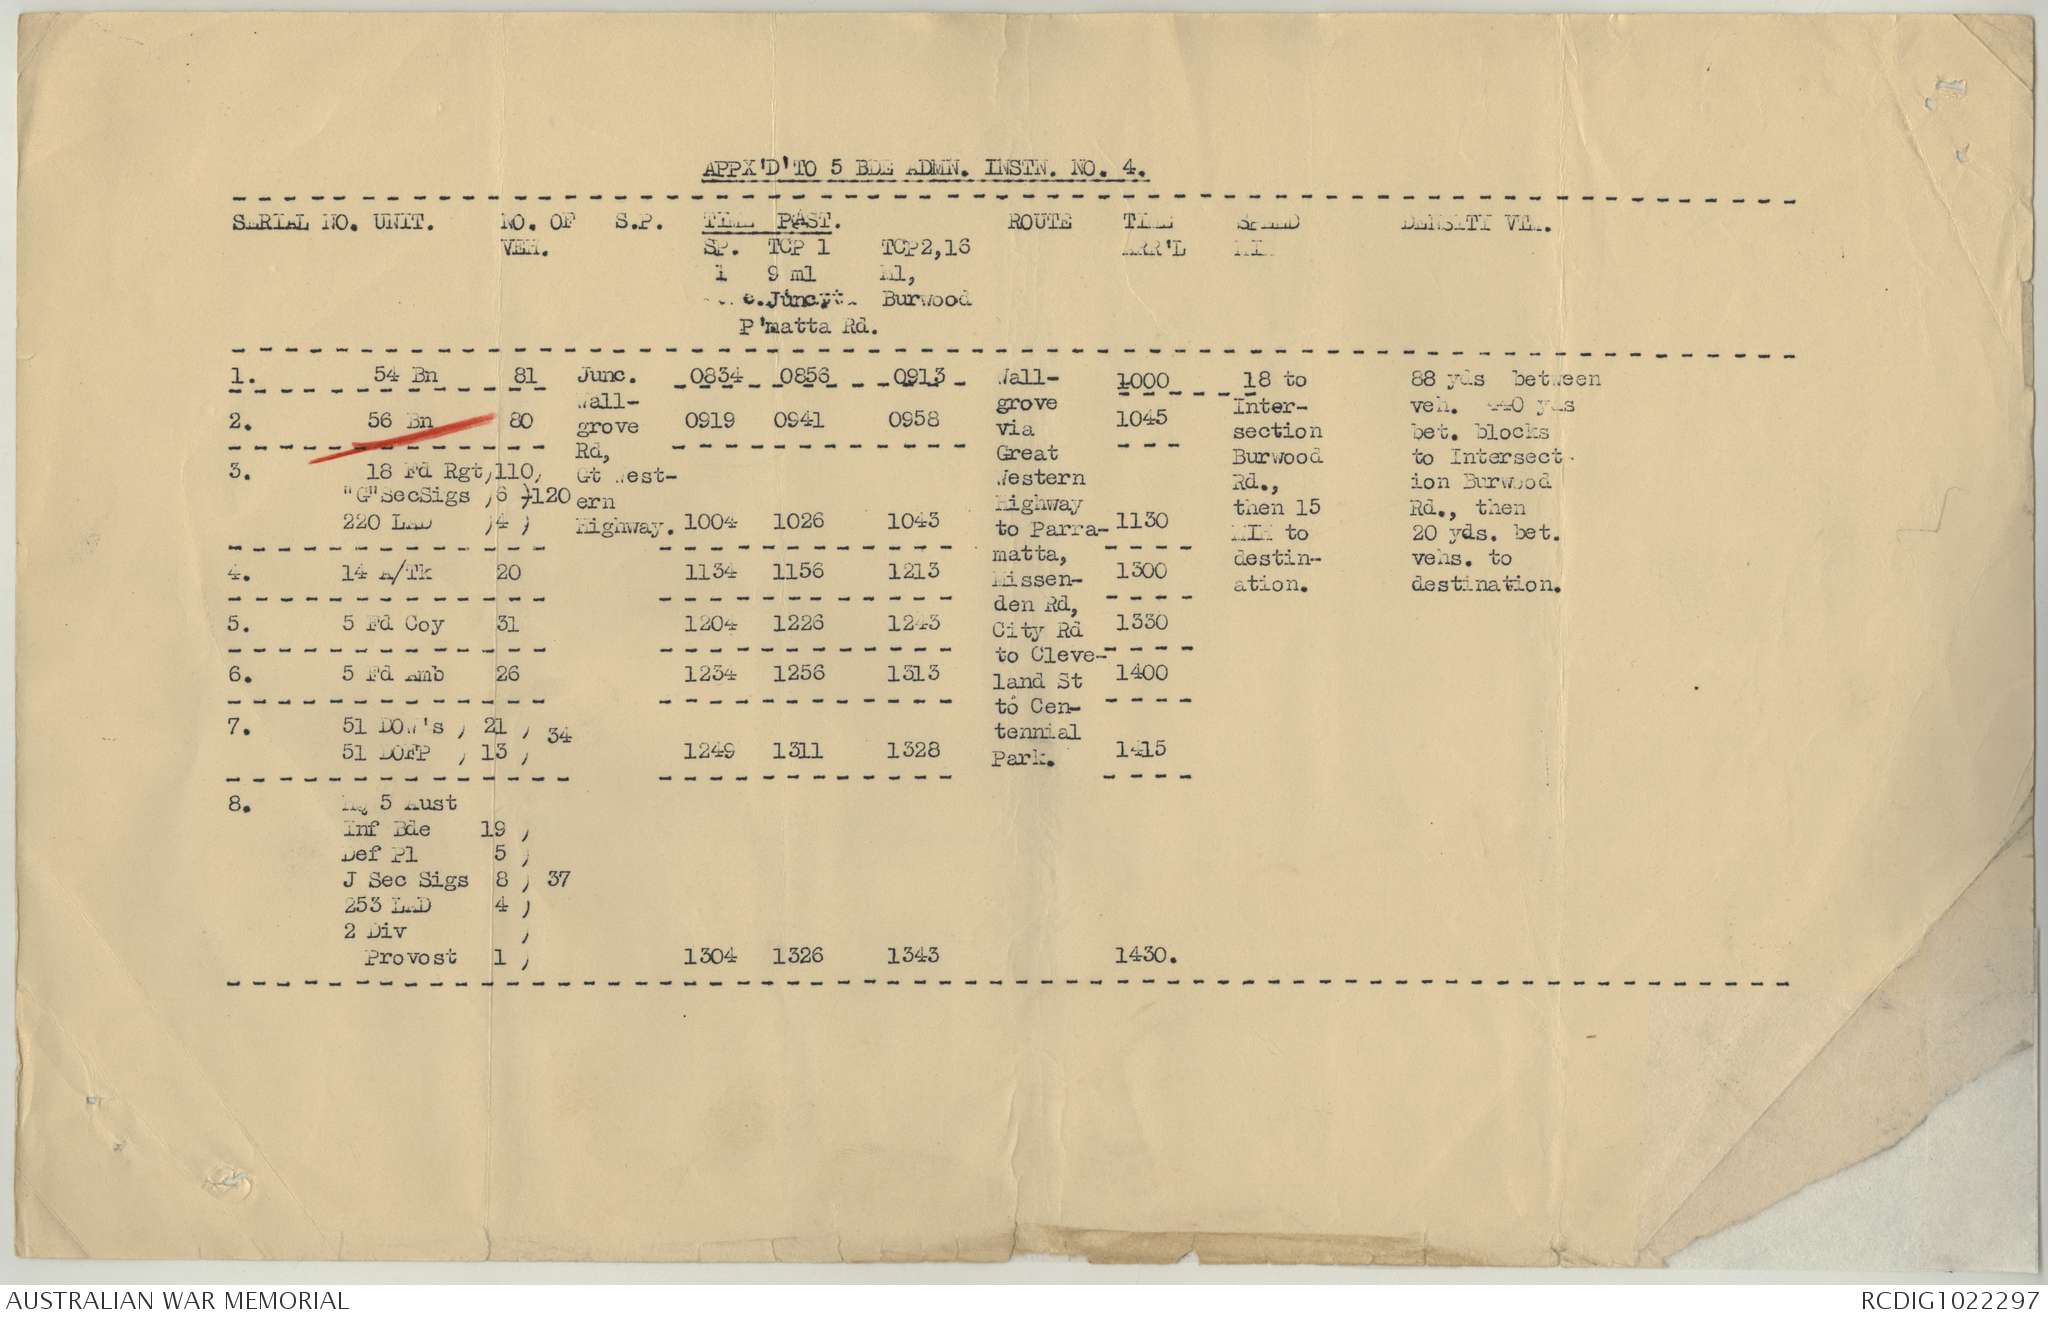 APPX'D'TO 5 BDE ADMN. INSTN. NO. 4.
SERIAL NO. UNIT. NO. OF S.P. TIME PAST. ROUTE TIME SPEED DENSITY VEH.
VEH. SP. TCP 1 TCP2,16 ARR'L MIH
1 9 ml Ml,
Burwood
P'matta Rd.
1. 54 Bn 81 Junc. 0834 0856 0913 Wall- 1000 18 to 88 yds between
Wall- grove Inter- veh. 440 yds
2. 56 Bn 80 grove 0919 0941 0958 via 1045 section bet. blocks
Rd, Great Burwood to Intersect-
3. 18 Fd Rgt,110, Gt West- Western Rd., ion Burwood
"G"SecSigs ,6 )120 ern Highway then 15 Rd., then
220 LAD ,4 ) Highway. 1004 1026 1043 to Parra- 1130 MIH to 20 yds. bet.
matta, destin- vehs. to
4. 14 A/Tk 20 1134 1156 1213 Missen- 1300 ation. destination.
den Rd,
5. 5 Fd Coy 31 1204 1226 1243 City Rd 1330
to Cleve-
6. 5 Fd Amb 26 1234 1256 1313 land St 1400
to Cen-
7. 51 DOW's , 21 , 34 tennial
51 DOFP , 13 , 1249 1311 1328 Park. 1415
8. HQ 5 Aust
Inf Bde 19 ,
Def Pl 5 ,
J Sec Sigs 8 , 37
253 LAD 4 ,
2 Div ,
Provost 1 , 1304 1326 1343 1430.
AUSTRALIAN WAR MEMORIAL RCDIG1022297